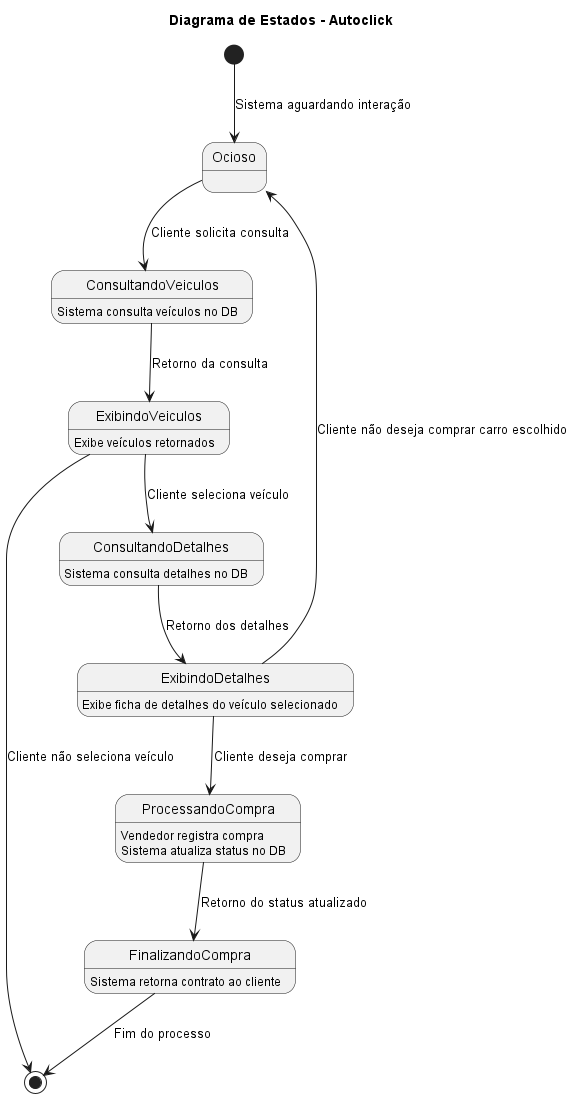 Diagrama de Estados - Autoclick
Sistema aguardando interação
Ocioso
Cliente solicita consulta
ConsultandoVeiculos
Sistema consulta veículos no DB
Retorno da consulta
ExibindoVeiculos
Exibe veículos retornados
Cliente não deseja comprar carro escolhido
Cliente seleciona veículo
ConsultandoDetalhes
Sistema consulta detalhes no DB
Retorno dos detalhes
ExibindoDetalhes
Exibe ficha de detalhes do veículo selecionado
Cliente não seleciona veículo
Cliente deseja comprar
ProcessandoCompra
Vendedor registra compra
Sistema atualiza status no DB
Retorno do status atualizado
FinalizandoCompra
Sistema retorna contrato ao cliente
Fim do processo